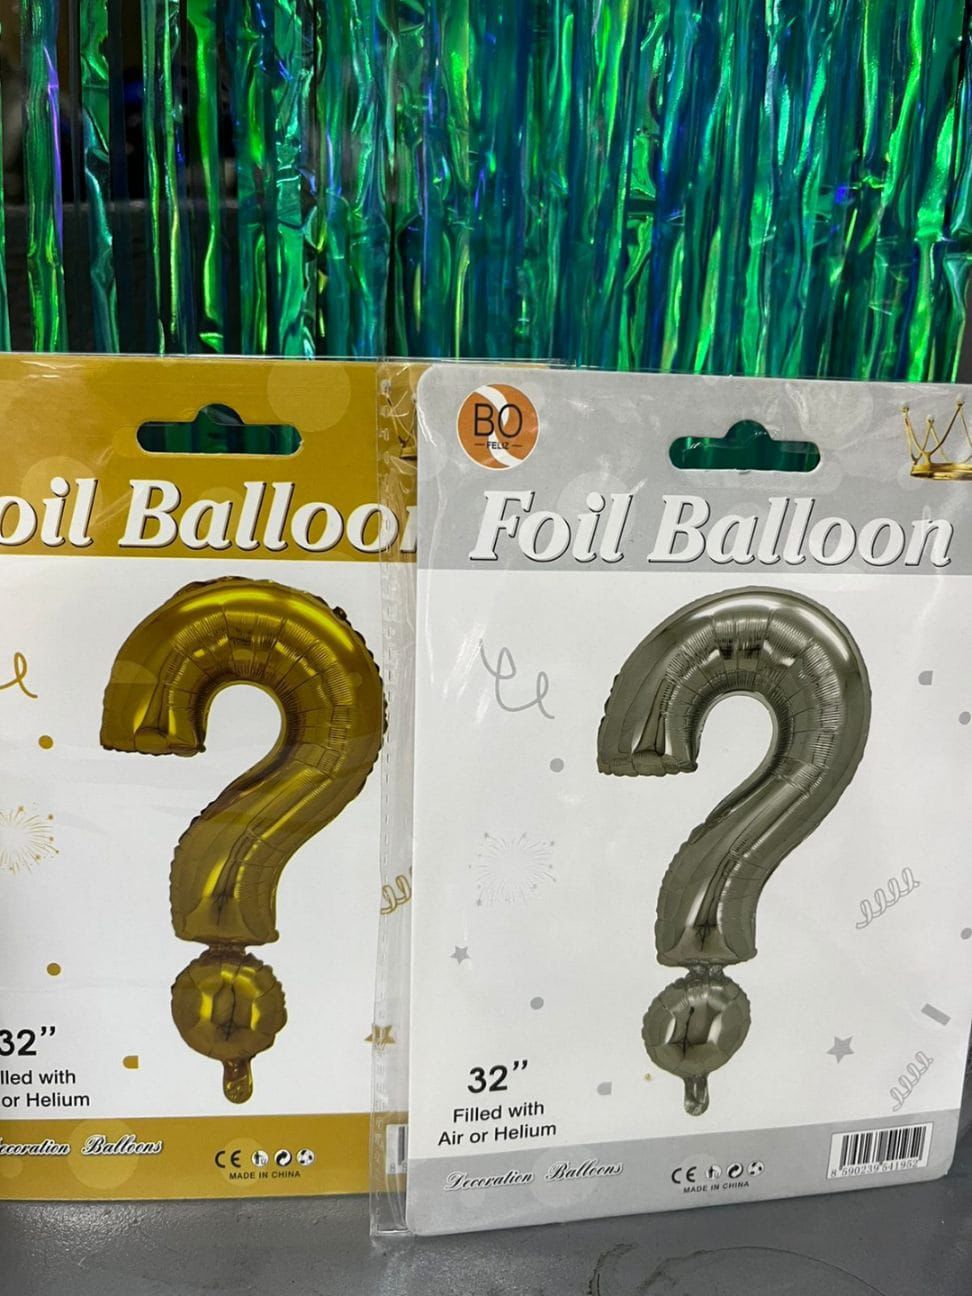 oil Balloon
32”
lled with
or Helium
ecoration Balloons
CE
MADE IN CHINA
BO
FELIZ
Foil Balloon
32”
Filled with
Air or Helium
Decoration Balloons
CE
MADE IN CHINA